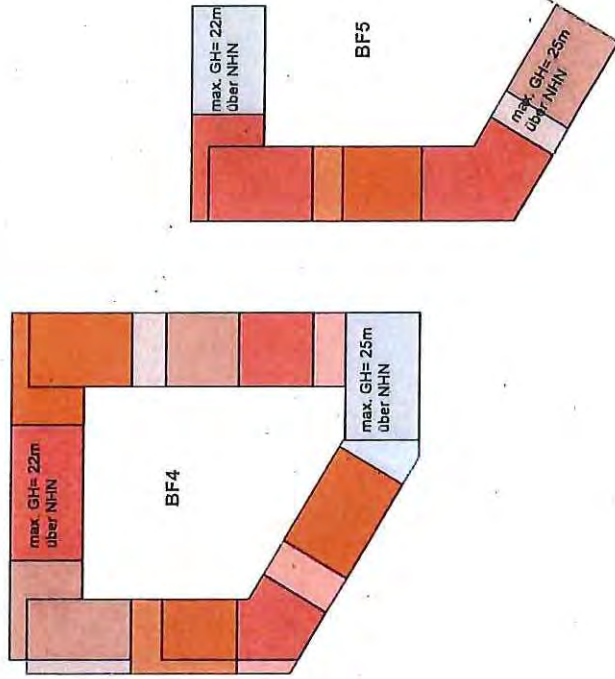 max. GH= 22m
über NHN
BF5
max. GH= 25m
über NHN
max. GH= 22m
über NHN
BF4
max. GH= 25m
über NHN